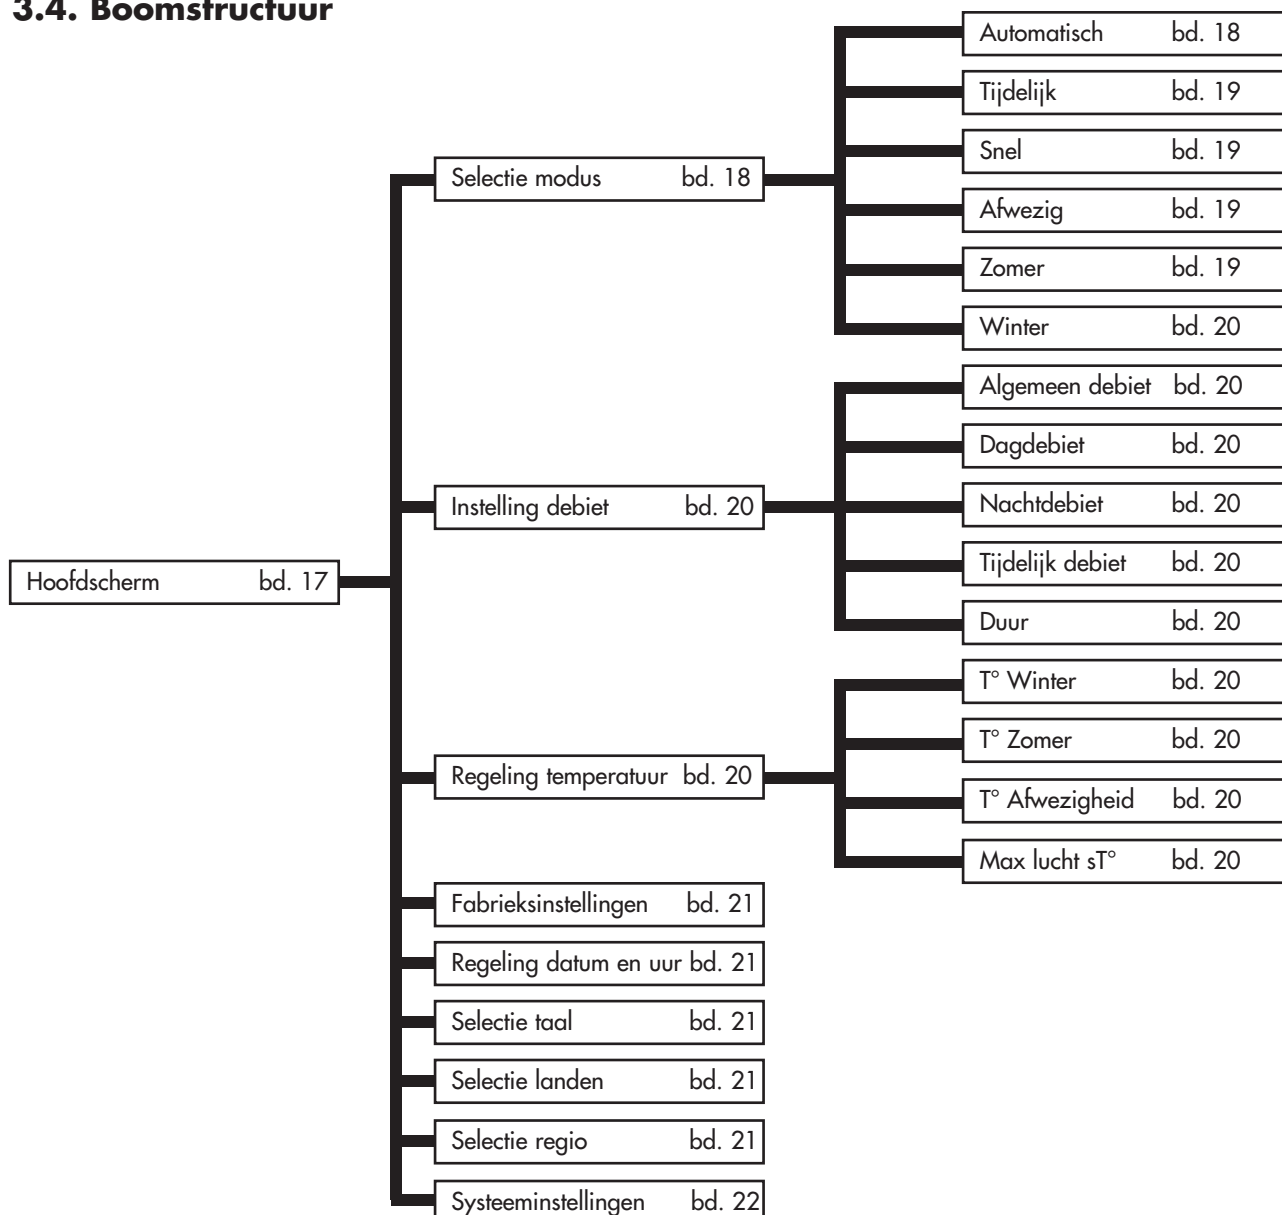 3.4. Boomstructuur
Hoofdscherm bd. 17
Selectie modus bd. 18
Automatisch bd. 18
Tijdelijk bd. 19
Snel bd. 19
Afwezig bd. 19
Zomer bd. 19
Winter bd. 20
Instelling debiet bd. 20
Algemeen debiet bd. 20
Dagdebiet bd. 20
Nachtdebiet bd. 20
Tijdelijk debiet bd. 20
Duur bd. 20
Regeling temperatuur bd. 20
T° Winter bd. 20
T° Zomer bd. 20
T° Afwezigheid bd. 20
Max lucht sT° bd. 20
Fabrieksinstellingen bd. 21
Regeling datum en uur bd. 21
Selectie taal bd. 21
Selectie landen bd. 21
Selectie regio bd. 21
Systeeminstellingen bd. 22